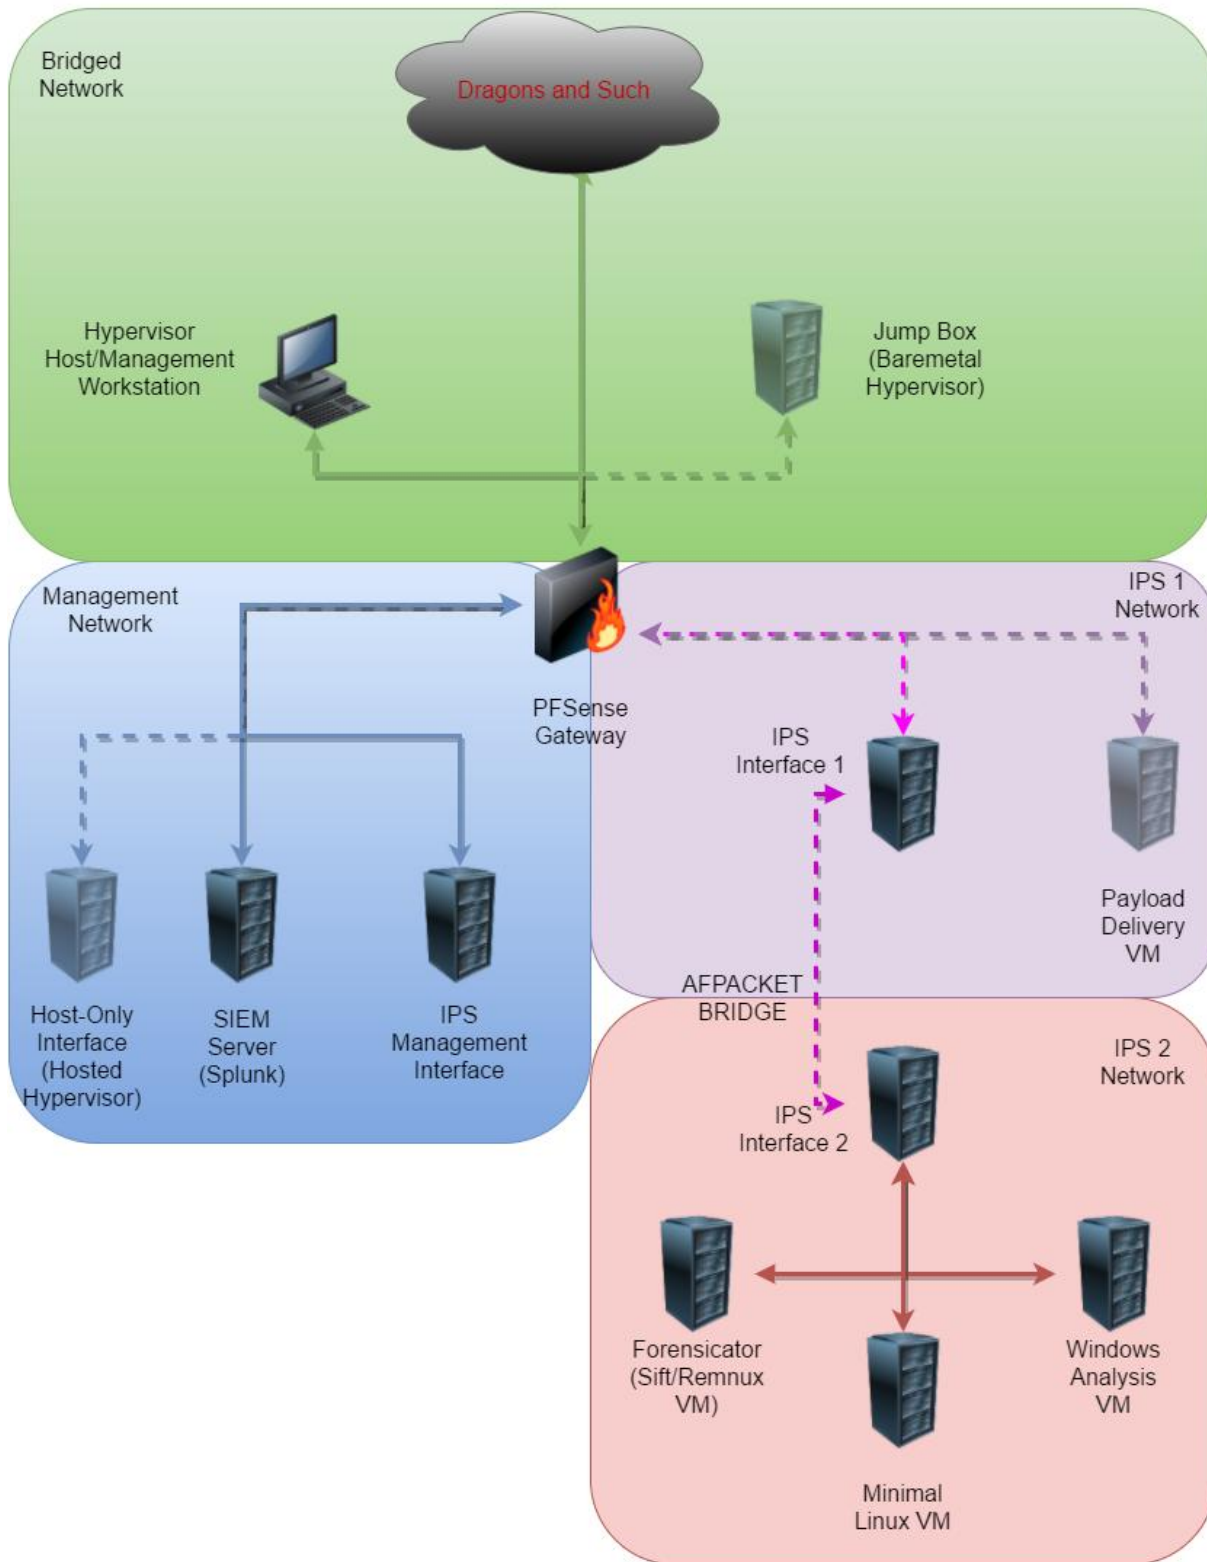 Bridged
Network
Dragons and Such
Hypervisor
Host/Management
Workstation
Jump Box
(Baremetal
Hypervisor)
Management
Network
PFSense
Gateway
IPS 1
Network
IPS
Interface 1
Payload
Delivery
VM
Host-Only
Interface
(Hosted
Hypervisor)
SIEM
Server
(Splunk)
IPS
Management
Interface
AFPACKET
BRIDGE
IPS 2
Network
IPS
Interface 2
Forensicator
(Sift/Remnux
VM)
Minimal
Linux VM
Windows
Analysis
VM